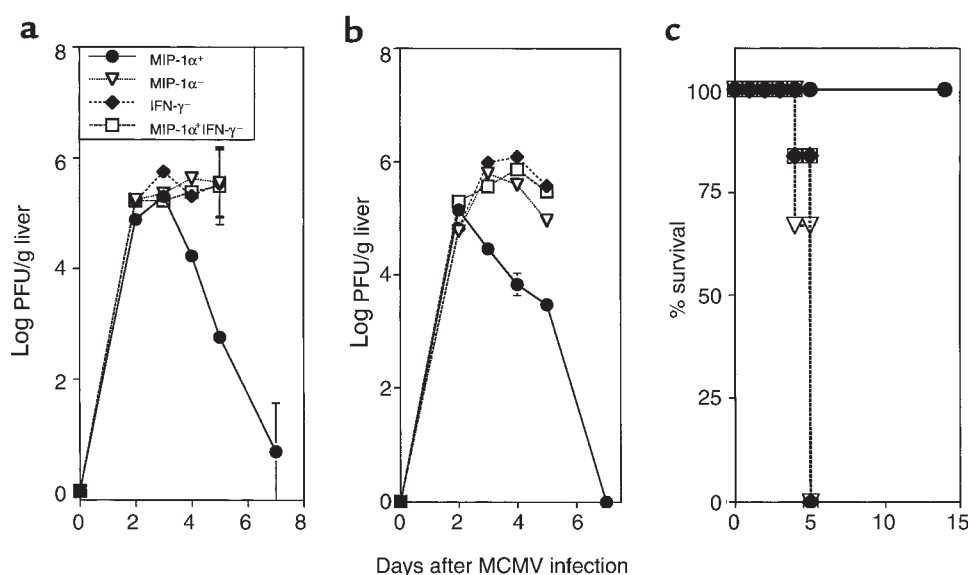 a
8
MIP-1α⁺
MIP-1α⁻
IFN-γ⁻
MIP-1α⁺IFN-γ⁻
6
4
2
0
Log PFU/g liver
0 2 4 6 8
b
8
6
4
2
0
Log PFU/g liver
0 2 4 6
c
100
75
50
25
0
% survival
0 5 10 15
Days after MCMV infection